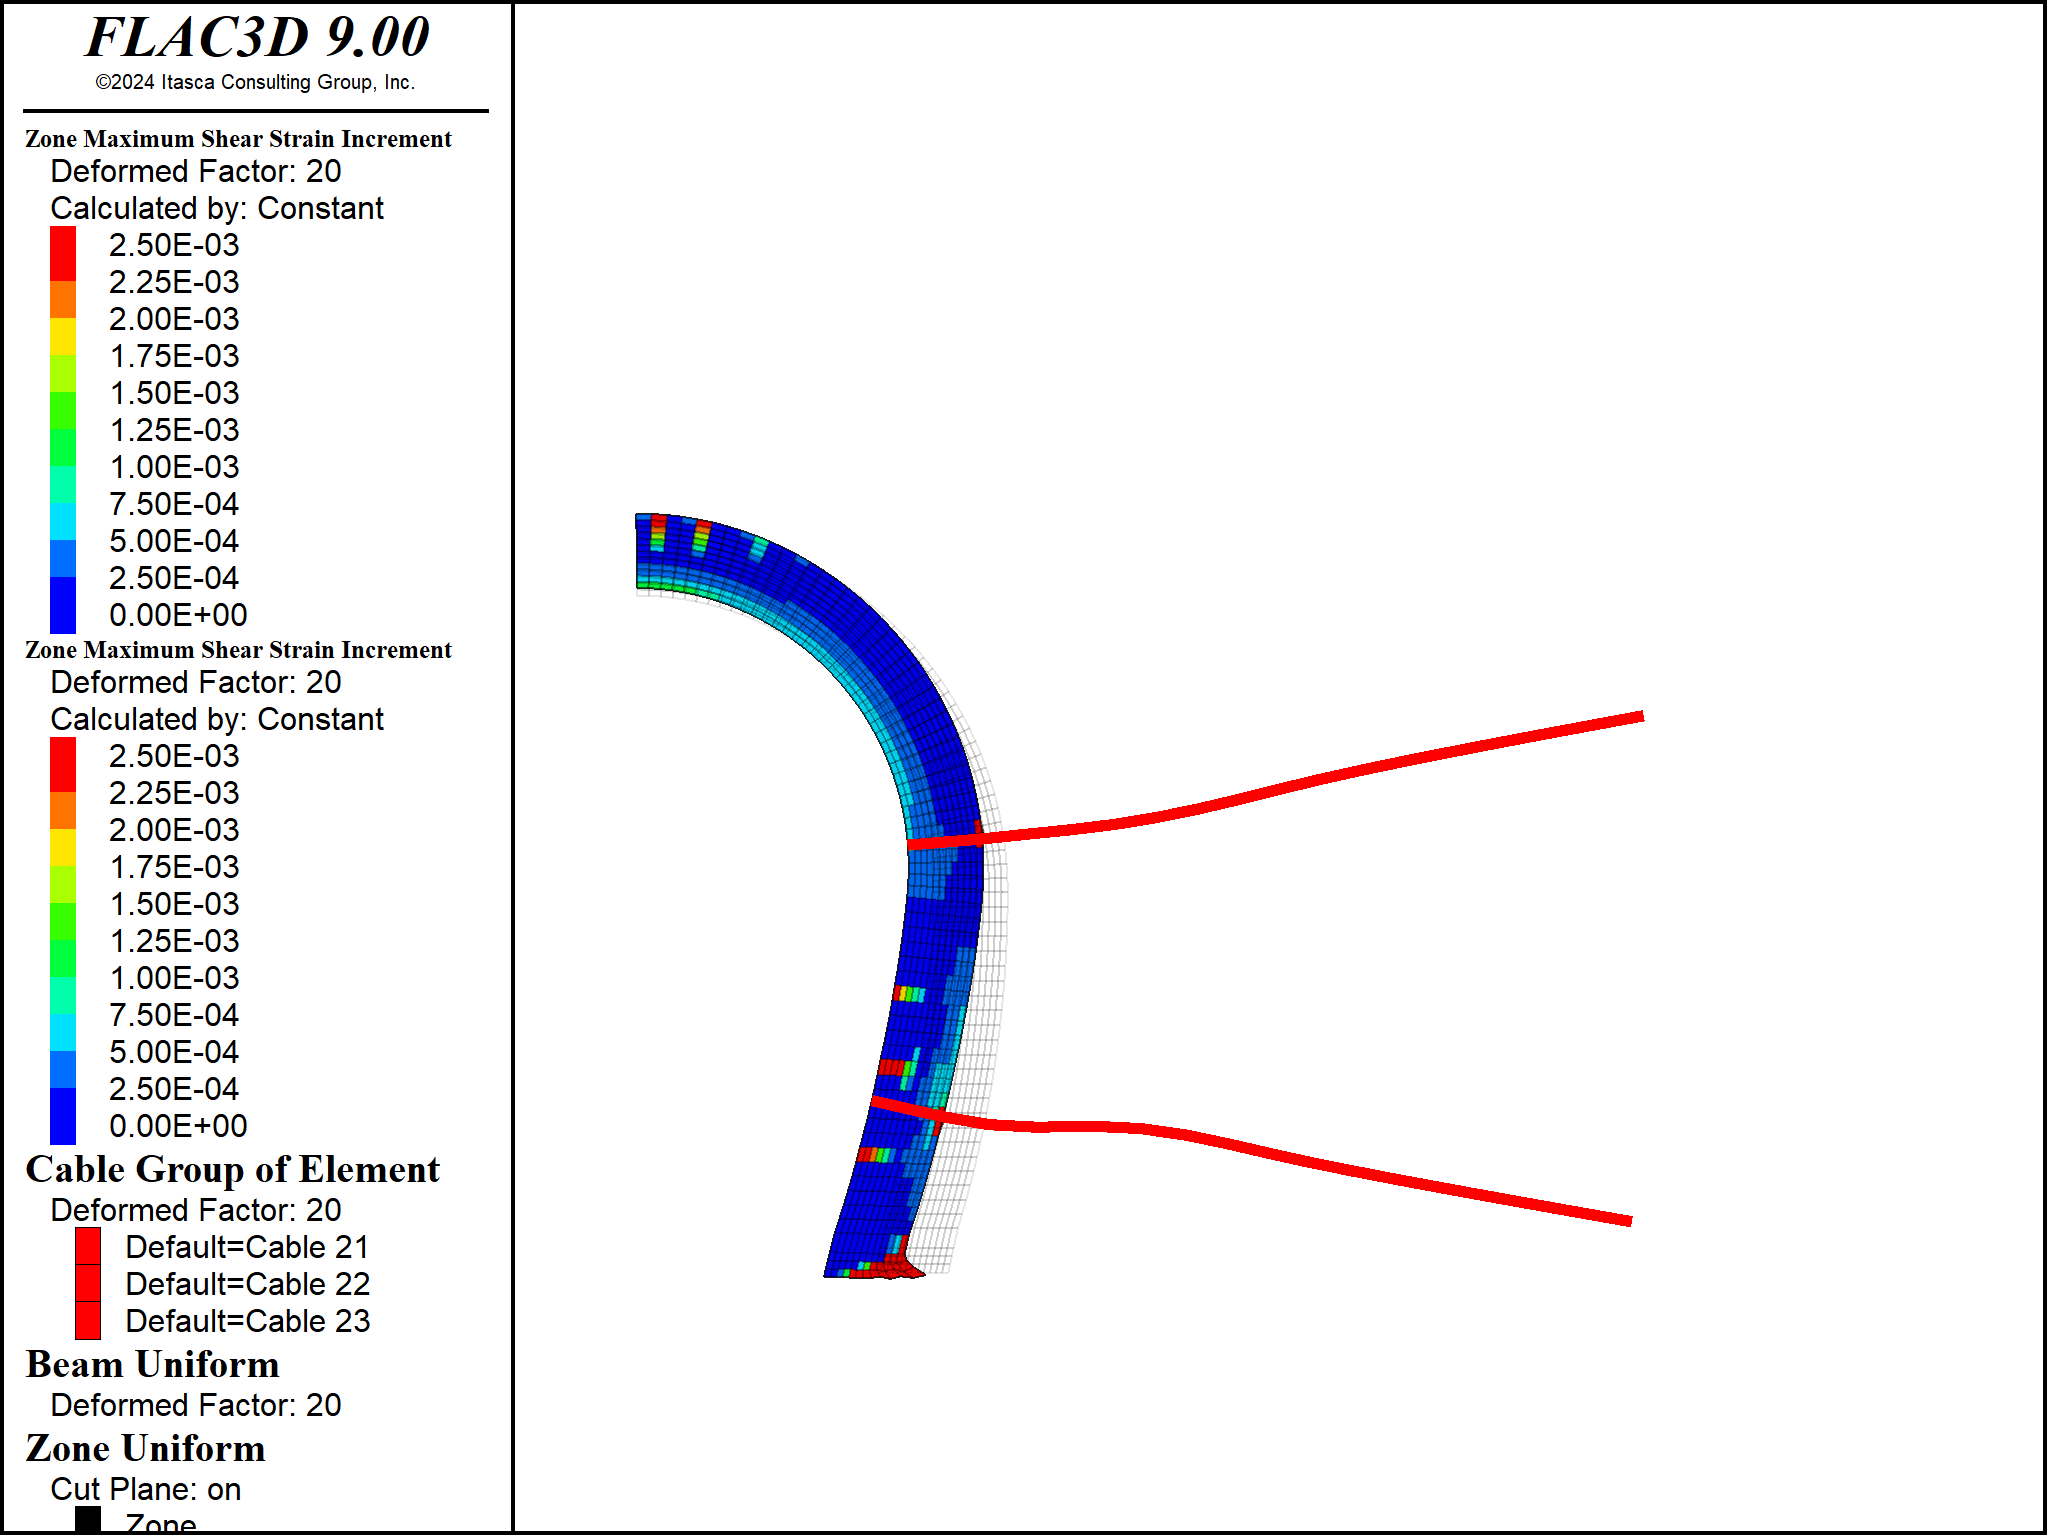 FLAC3D 9.00
©2024 Itasca Consulting Group, Inc.
Zone Maximum Shear Strain Increment
Deformed Factor: 20
Calculated by: Constant
2.50E-03
2.25E-03
2.00E-03
1.75E-03
1.50E-03
1.25E-03
1.00E-03
7.50E-04
5.00E-04
2.50E-04
0.00E+00
Zone Maximum Shear Strain Increment
Deformed Factor: 20
Calculated by: Constant
2.50E-03
2.25E-03
2.00E-03
1.75E-03
1.50E-03
1.25E-03
1.00E-03
7.50E-04
5.00E-04
2.50E-04
0.00E+00
Cable Group of Element
Deformed Factor: 20
Default=Cable 21
Default=Cable 22
Default=Cable 23
Beam Uniform
Deformed Factor: 20
Zone Uniform
Cut Plane: on
Zone